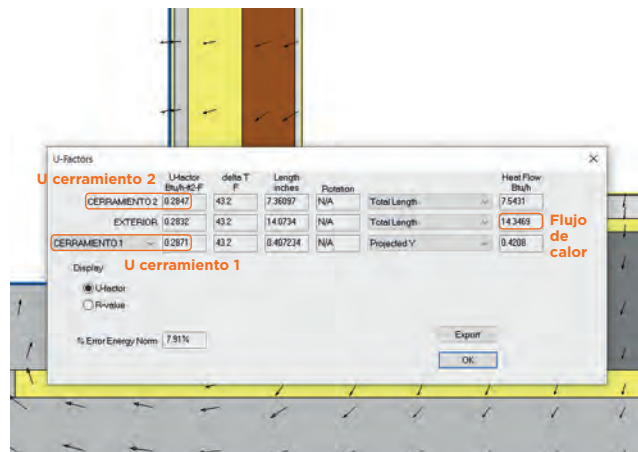 U-Factors
U cerramiento 2
U-factor Btu/h-ft2-F delta T F Length inches Rotation Heat Flow Btu/h
CERRAMIENTO 2 0.2847 43.2 7.36097 N/A Total Length 7.5431
EXTERIOR 0.2832 43.2 14.0734 N/A Total Length 14.3469
Flujo de calor
CERRAMIENTO 1 0.2871 43.2 N/A Projected Y 0.4208
U cerramiento 1
Display
U-factor
R-value
% Error Energy Norm 7.91%
Export
OK